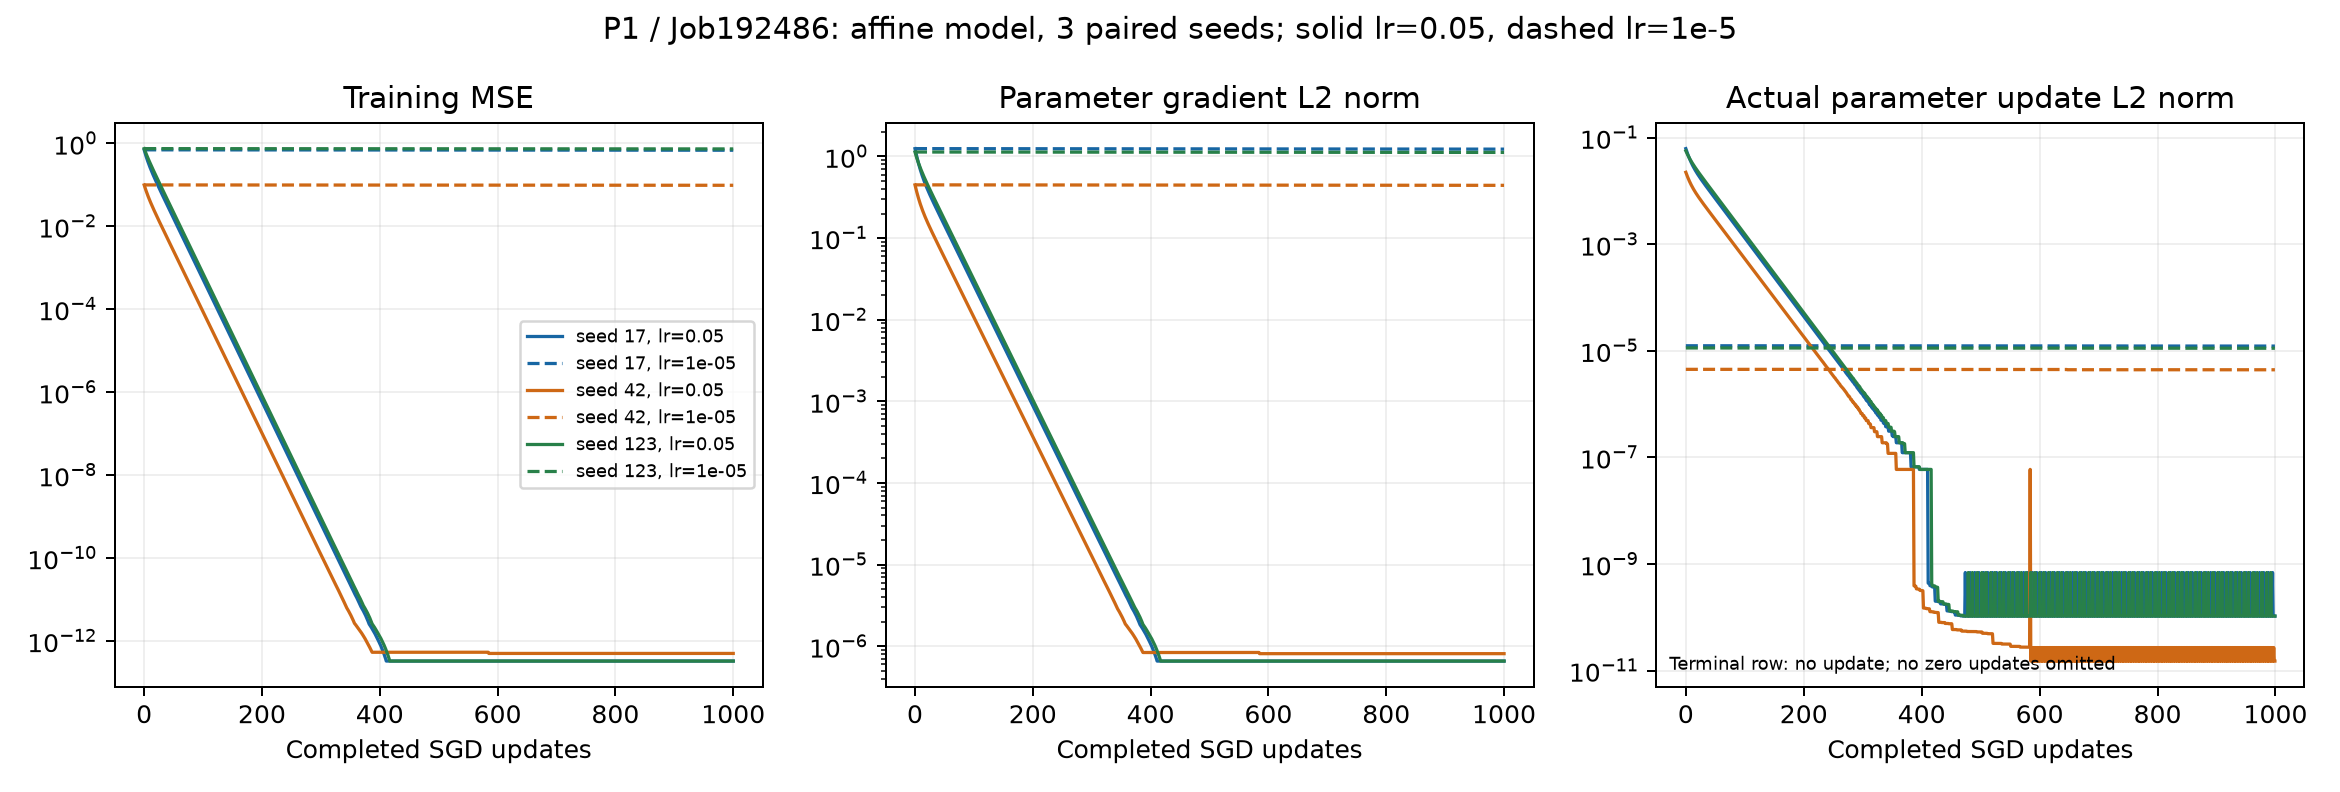 P1 / Job192486: affine model, 3 paired seeds; solid lr=0.05, dashed lr=1e-5
Training MSE
10⁰
10⁻²
10⁻⁴
10⁻⁶
10⁻⁸
10⁻¹⁰
10⁻¹²
seed 17, lr=0.05
seed 17, lr=1e-05
seed 42, lr=0.05
seed 42, lr=1e-05
seed 123, lr=0.05
seed 123, lr=1e-05
0 200 400 600 800 1000
Completed SGD updates
Parameter gradient L2 norm
10⁰
10⁻¹
10⁻²
10⁻³
10⁻⁴
10⁻⁵
10⁻⁶
0 200 400 600 800 1000
Completed SGD updates
Actual parameter update L2 norm
10⁻¹
10⁻³
10⁻⁵
10⁻⁷
10⁻⁹
10⁻¹¹
Terminal row: no update; no zero updates omitted
0 200 400 600 800 1000
Completed SGD updates